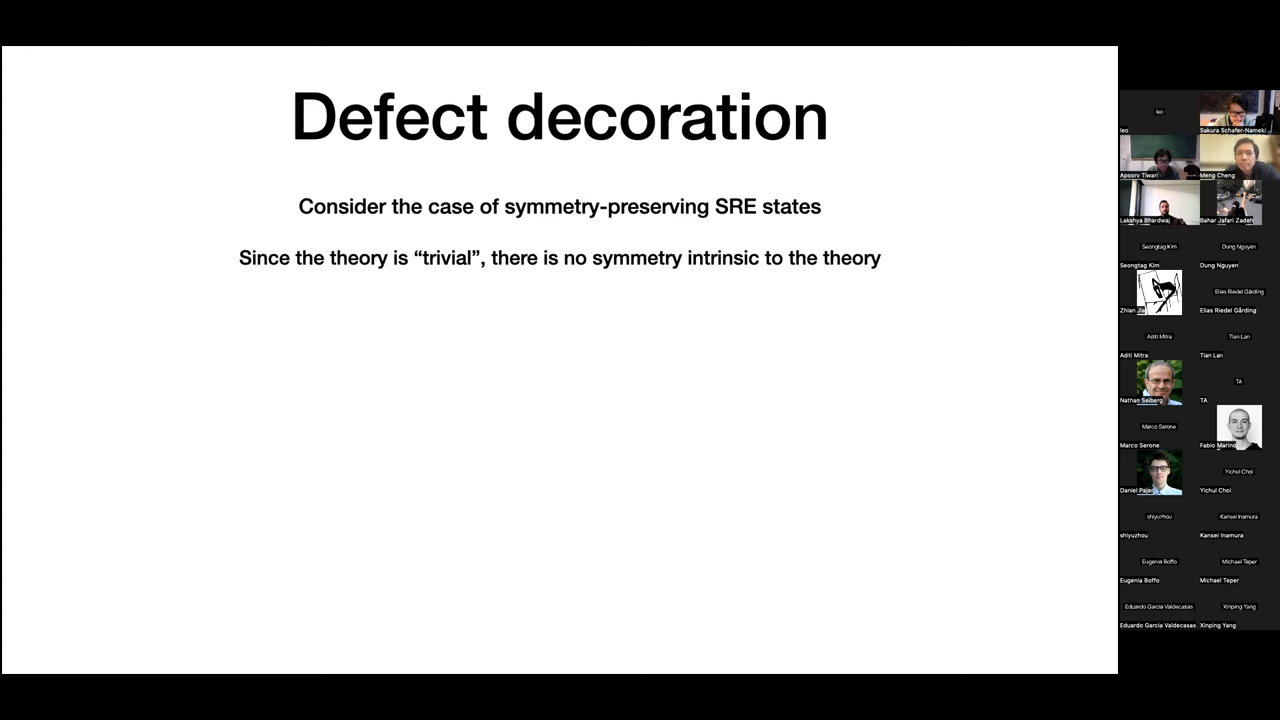 Defect decoration
Consider the case of symmetry-preserving SRE states
Since the theory is “trivial”, there is no symmetry intrinsic to the theory
leo
leo
Sakura Schafer-Nameki
Apoorv Tiwari
Meng Cheng
Lakshya Bhardwaj
Bahar Jafari Zadeh
Seongtag Kim
Seongtag Kim
Dung Nguyen
Dung Nguyen
Zhian Jia
Elias Riedel Gårding
Elias Riedel Gårding
Aditi Mitra
Aditi Mitra
Tian Lan
Tian Lan
Nathan Seiberg
TA
TA
Marco Serone
Marco Serone
Fabio Marino
Daniel Pajer
Yichul Choi
Yichul Choi
shiyuzhou
shiyuzhou
Kansei Inamura
Kansei Inamura
Eugenia Boffo
Eugenia Boffo
Michael Teper
Michael Teper
Eduardo Garcia Valdecasas
Eduardo Garcia Valdecasas
Xinping Yang
Xinping Yang